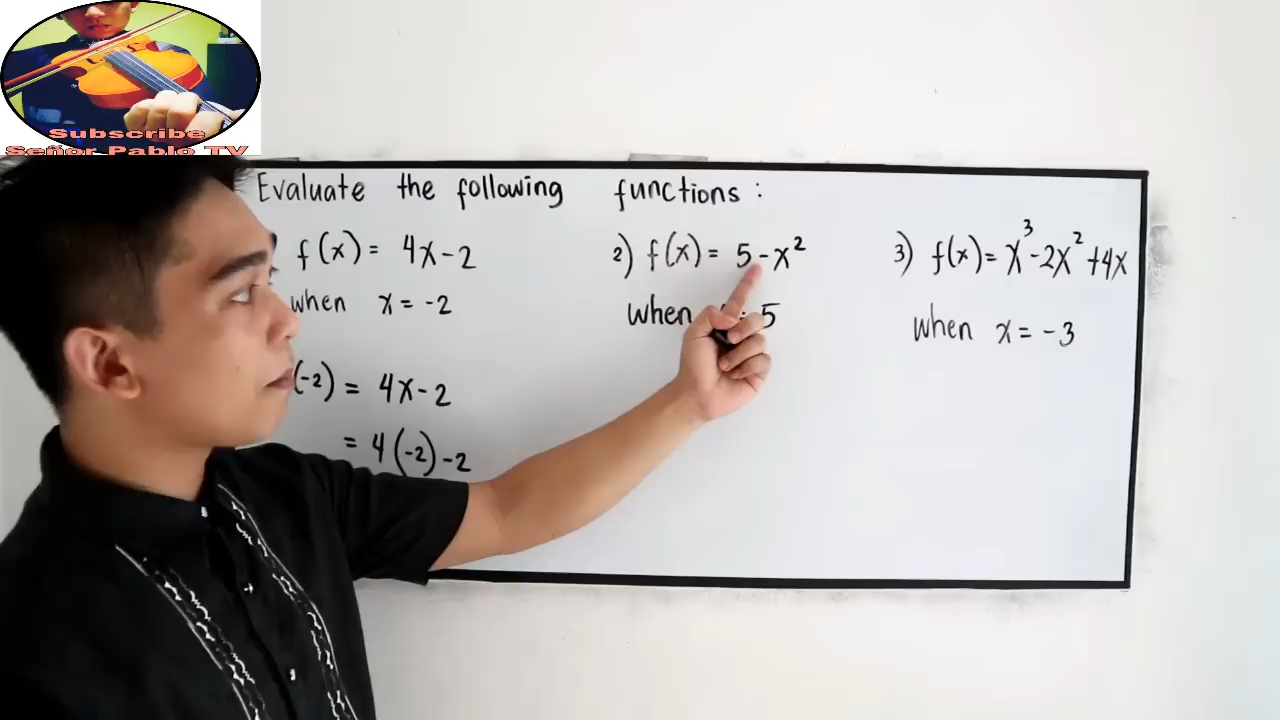 Subscribe
Señor Pablo TV
Evaluate the following functions :
f(x) = 4x-2
when x = -2
(-2) = 4x-2
= 4(-2)-2
2) f(x) = 5-x²
when = 5
3) f(x)= x³-2x²+4x
when x = -3